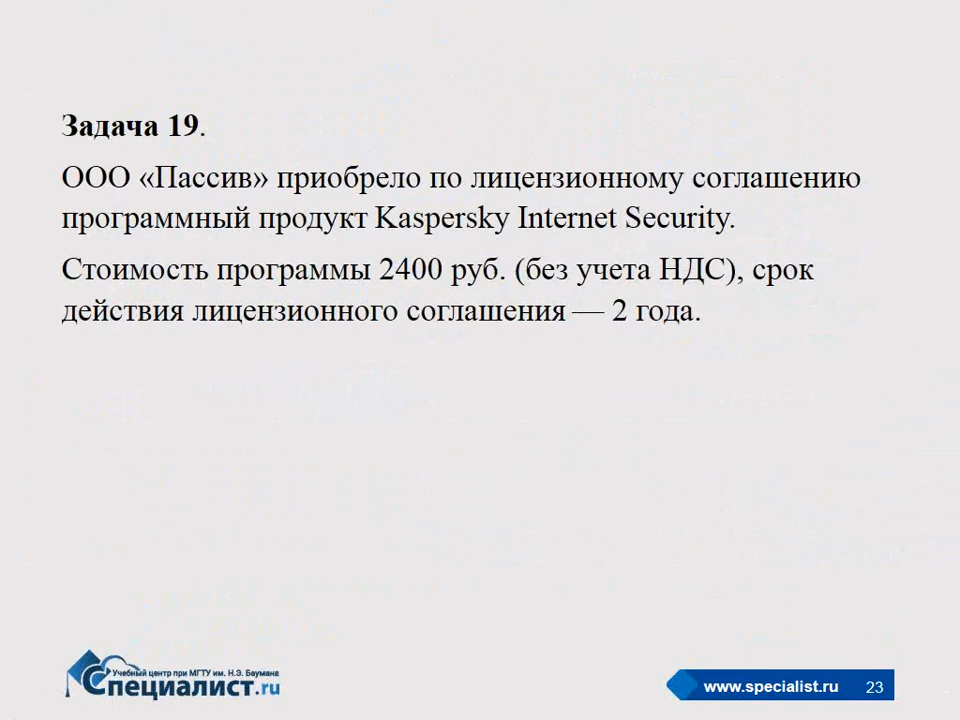 Задача 19.
ООО «Пассив» приобрело по лицензионному соглашению
программный продукт Kaspersky Internet Security.
Стоимость программы 2400 руб. (без учета НДС), срок
действия лицензионного соглашения — 2 года.
Учебный центр при МГТУ им. Н.Э. Баумана
Специалист.ru
www.specialist.ru 23